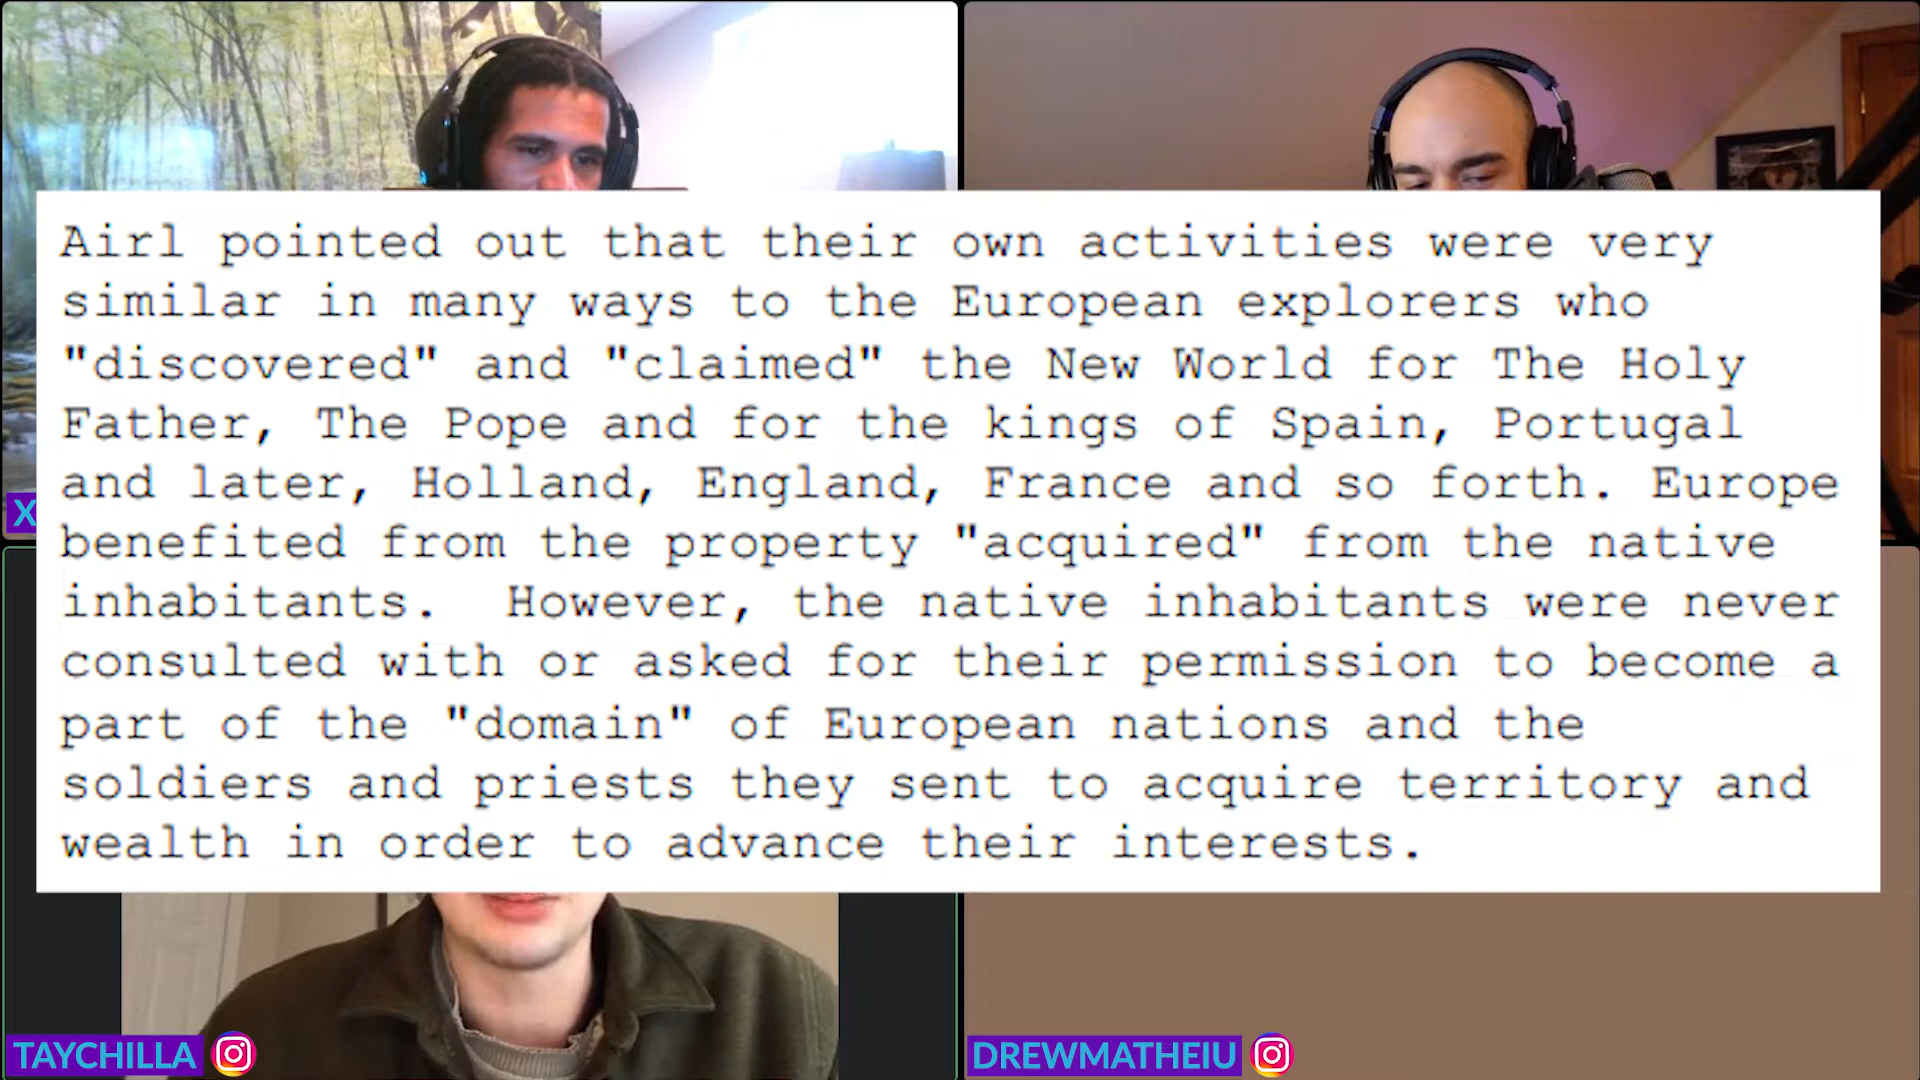 Airl pointed out that their own activities were very
similar in many ways to the European explorers who
"discovered" and "claimed" the New World for The Holy
Father, The Pope and for the kings of Spain, Portugal
and later, Holland, England, France and so forth. Europe
benefited from the property "acquired" from the native
inhabitants.  However, the native inhabitants were never
consulted with or asked for their permission to become a
part of the "domain" of European nations and the
soldiers and priests they sent to acquire territory and
wealth in order to advance their interests.
X
TAYCHILLA
DREWMATHEIU